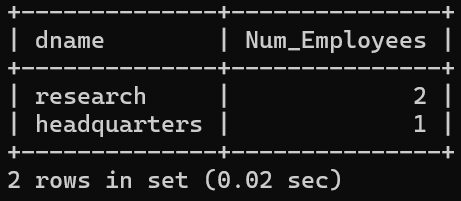 +--------------+---------------+
| dname        | Num_Employees |
+--------------+---------------+
| research     |             2 |
| headquarters |             1 |
+--------------+---------------+
2 rows in set (0.02 sec)